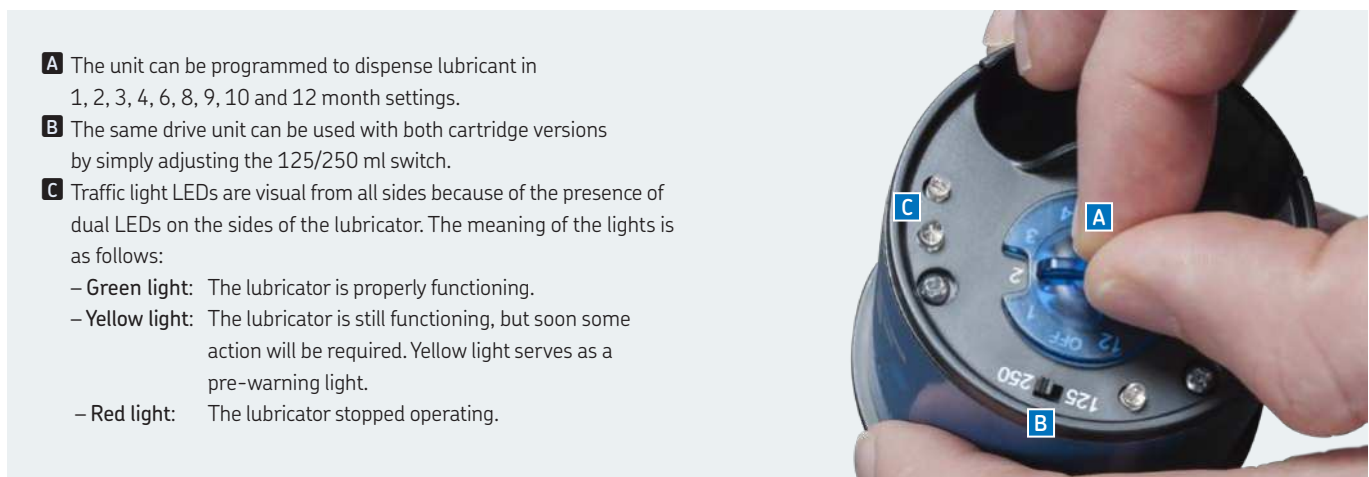 A The unit can be programmed to dispense lubricant in
1, 2, 3, 4, 6, 8, 9, 10 and 12 month settings.
B The same drive unit can be used with both cartridge versions
by simply adjusting the 125/250 ml switch.
C Traffic light LEDs are visual from all sides because of the presence of
dual LEDs on the sides of the lubricator. The meaning of the lights is
as follows:
– Green light: The lubricator is properly functioning.
– Yellow light: The lubricator is still functioning, but soon some
action will be required. Yellow light serves as a
pre-warning light.
– Red light: The lubricator stopped operating.
C
A
4
3
2
1
OFF
12
250
125
B